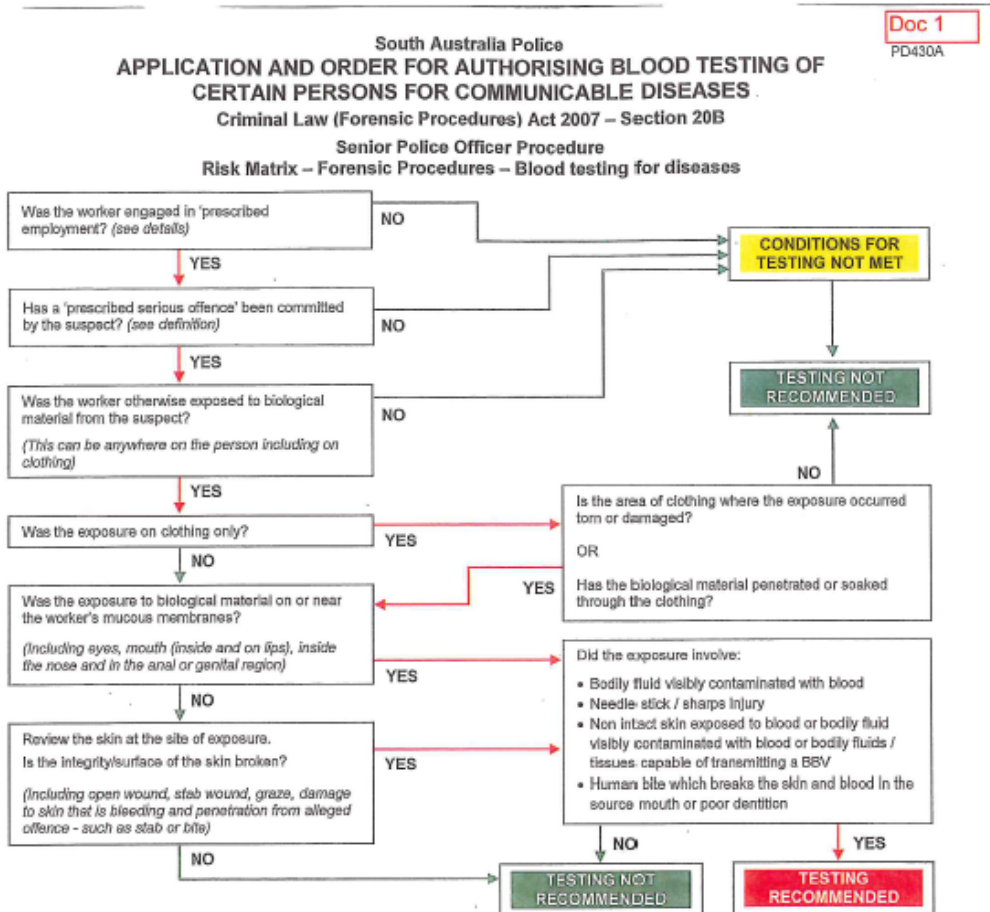 Doc 1
PD430A
South Australia Police
APPLICATION AND ORDER FOR AUTHORISING BLOOD TESTING OF
CERTAIN PERSONS FOR COMMUNICABLE DISEASES
Criminal Law (Forensic Procedures) Act 2007 – Section 20B
Senior Police Officer Procedure
Risk Matrix – Forensic Procedures – Blood testing for diseases
Was the worker engaged in 'prescribed
employment? (see details)
NO
YES
CONDITIONS FOR
TESTING NOT MET
Has a 'prescribed serious offence' been committed
by the suspect? (see definition)
NO
YES
TESTING NOT
RECOMMENDED
Was the worker otherwise exposed to biological
material from the suspect?
(This can be anywhere on the person including on
clothing)
NO
YES
Was the exposure on clothing only?
YES
NO
NO
Is the area of clothing where the exposure occurred
torn or damaged?
OR
Has the biological material penetrated or soaked
through the clothing?
YES
Was the exposure to biological material on or near
the worker's mucous membranes?
(Including eyes, mouth (inside and on lips), inside
the nose and in the anal or genital region)
YES
NO
Review the skin at the site of exposure.
Is the integrity/surface of the skin broken?
(Including open wound, stab wound, graze, damage
to skin that is bleeding and penetration from alleged
offence - such as stab or bite)
YES
NO
Did the exposure involve:
• Bodily fluid visibly contaminated with blood
• Needle-stick / sharps injury
• Non intact skin exposed to blood or bodily fluid
visibly contaminated with blood or bodily fluids /
tissues capable of transmitting a BBV
• Human bite which breaks the skin and blood in the
source mouth or poor dentition
NO
YES
TESTING NOT
RECOMMENDED
TESTING
RECOMMENDED